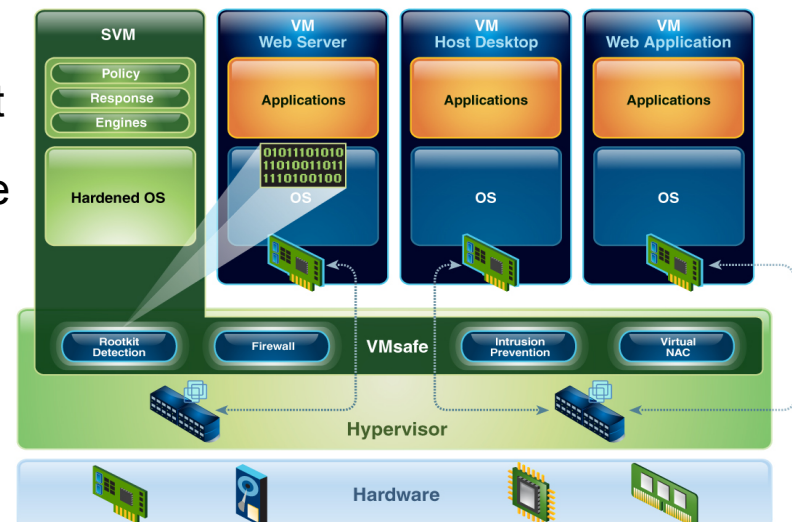 t
e
SVM
Policy
Response
Engines
Hardened OS
VM
Web Server
Applications
01011101010
11010011011
1110100100
OS
VM
Host Desktop
Applications
OS
VM
Web Application
Applications
OS
Rootkit
Detection
Firewall
VMsafe
Intrusion
Prevention
Virtual
NAC
Hypervisor
Hardware